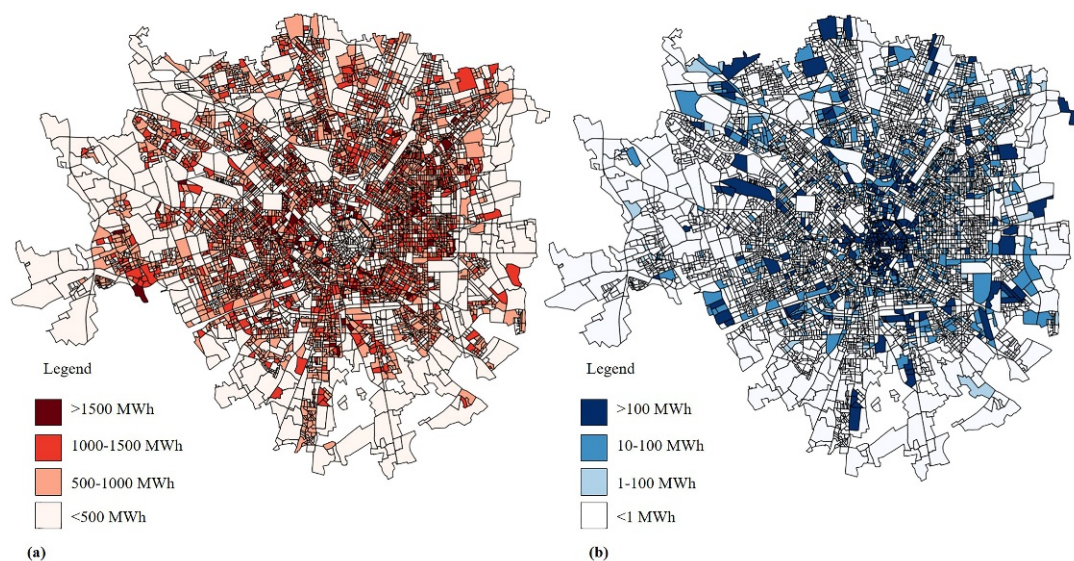 Legend
>1500 MWh
1000-1500 MWh
500-1000 MWh
<500 MWh
(a)
Legend
>100 MWh
10-100 MWh
1-100 MWh
<1 MWh
(b)